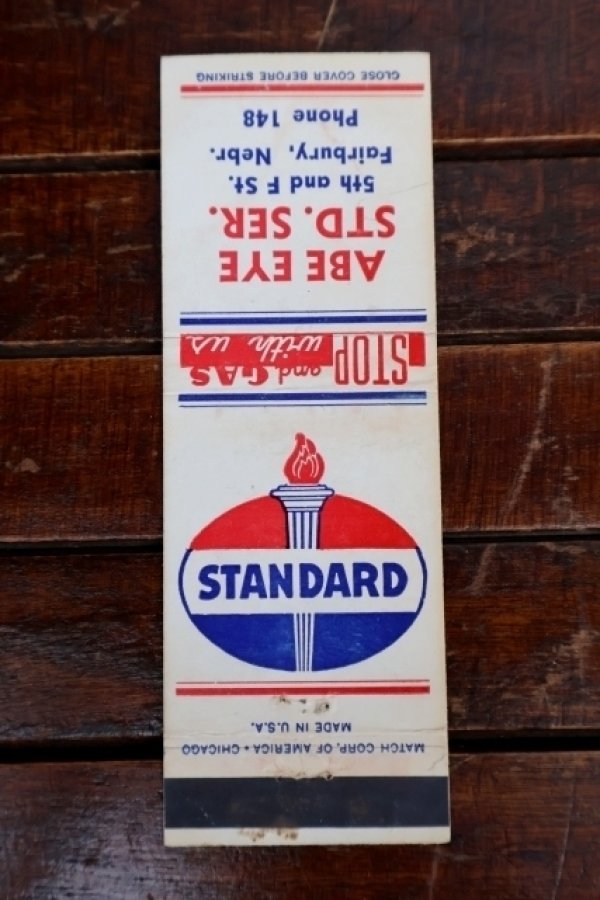 MATCH CORP. OF AMERICA • CHICAGO
MADE IN U.S.A.
STANDARD
STOP and GAS
with us
ABE EYE
STD. SER.
5th and F St.
Fairbury, Nebr.
Phone 148
CLOSE COVER BEFORE STRIKING